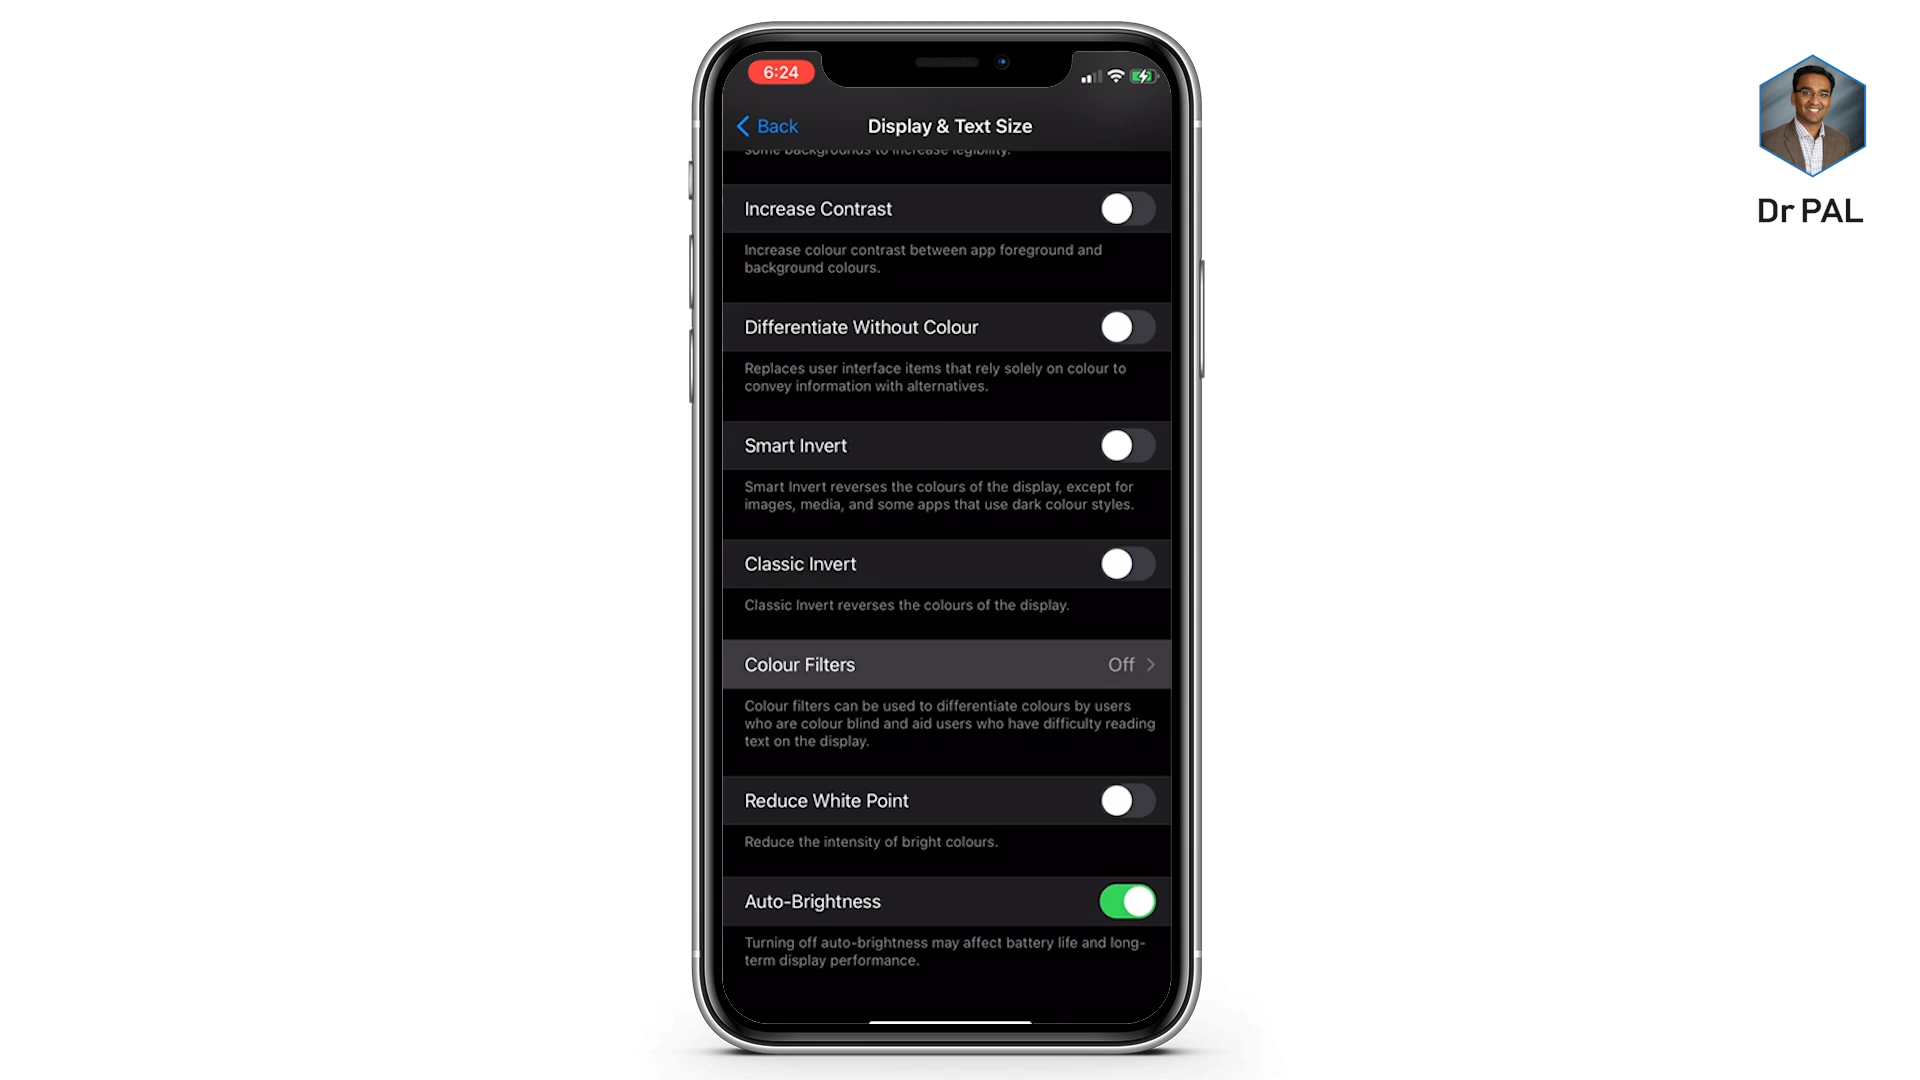 6:24
Back
Display & Text Size
some backgrounds to increase legibility.
Increase Contrast
Increase colour contrast between app foreground and
background colours.
Differentiate Without Colour
Replaces user interface items that rely solely on colour to
convey information with alternatives.
Smart Invert
Smart Invert reverses the colours of the display, except for
images, media, and some apps that use dark colour styles.
Classic Invert
Classic Invert reverses the colours of the display.
Colour Filters Off
Colour filters can be used to differentiate colours by users
who are colour blind and aid users who have difficulty reading
text on the display.
Reduce White Point
Reduce the intensity of bright colours.
Auto-Brightness
Turning off auto-brightness may affect battery life and long-
term display performance.
Dr PAL